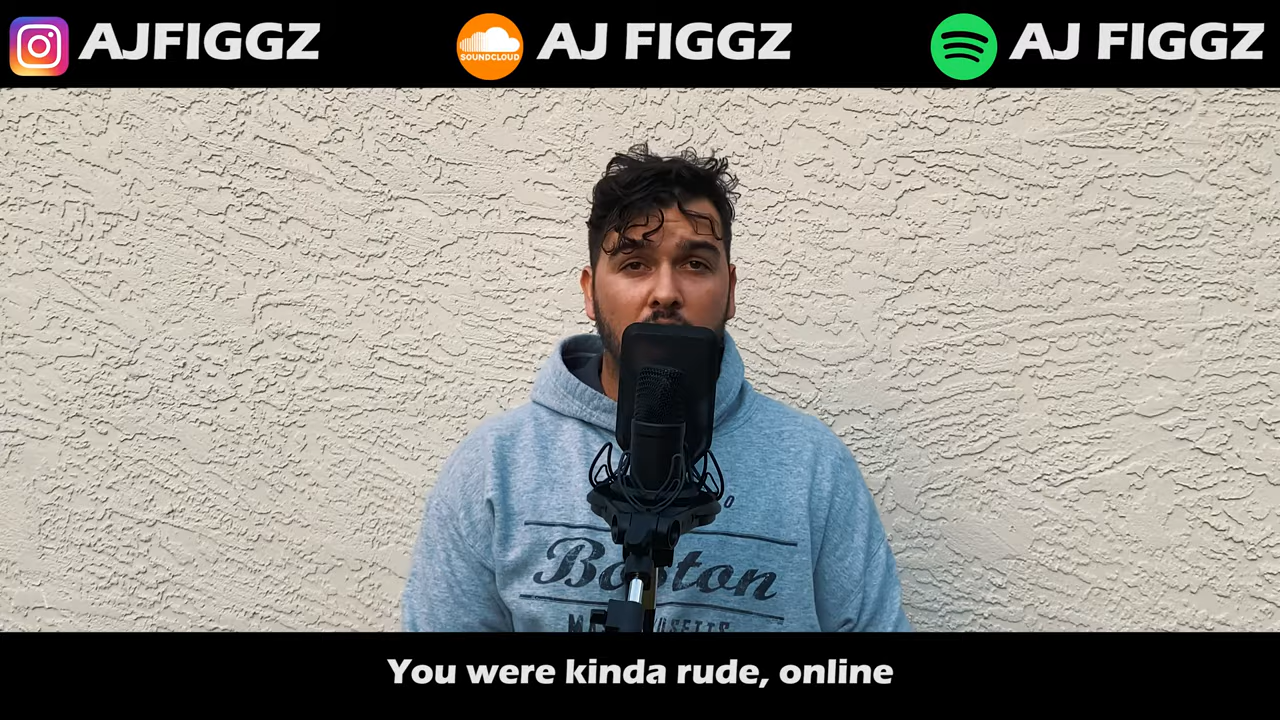 AJFIGGZ
SOUNDCLOUD
AJ FIGGZ
AJ FIGGZ
Boston
You were kinda rude, online